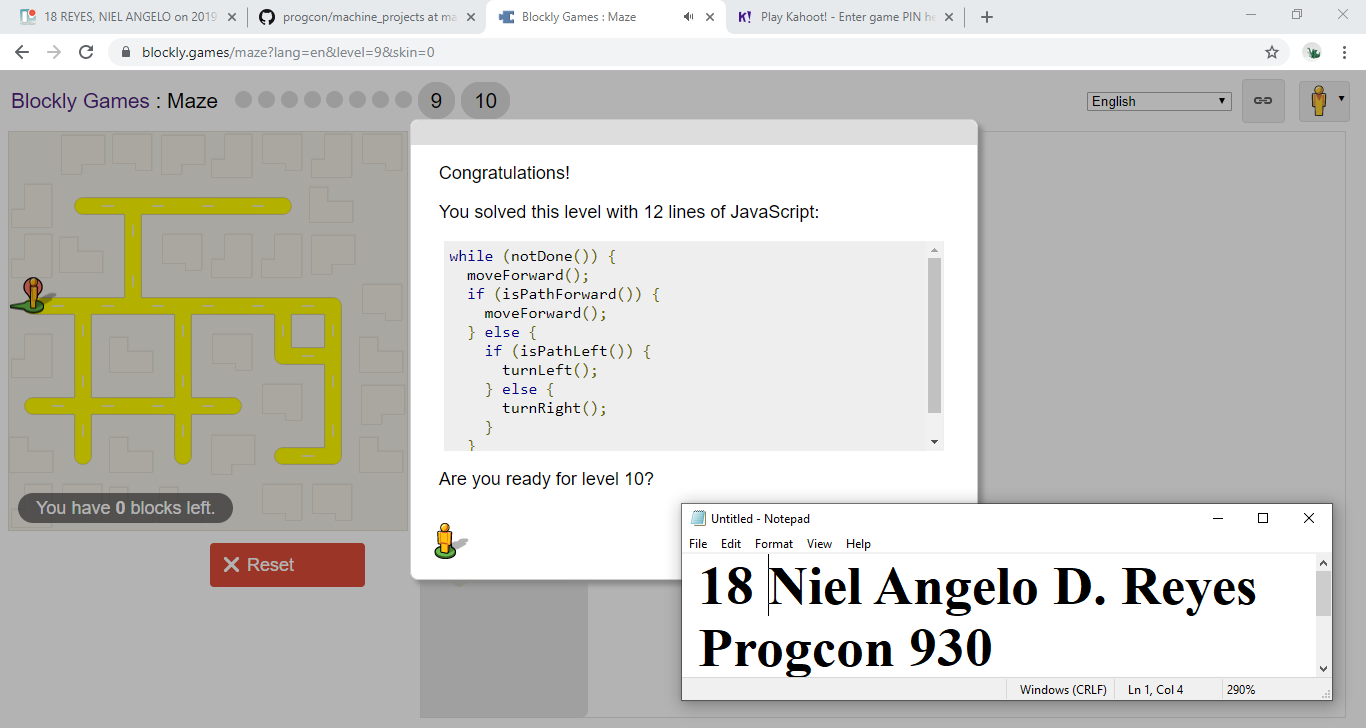 18 REYES, NIEL ANGELO on 2019
progcon/machine_projects at ma
Blockly Games : Maze
K! Play Kahoot! - Enter game PIN he
blockly.games/maze?lang=en&level=9&skin=0
Blockly Games : Maze 9 10
English
Congratulations!
You solved this level with 12 lines of JavaScript:
while (notDone()) {
moveForward();
if (isPathForward()) {
moveForward();
} else {
if (isPathLeft()) {
turnLeft();
} else {
turnRight();
}
}
Are you ready for level 10?
You have 0 blocks left.
Reset
Untitled - Notepad
File Edit Format View Help
18 Niel Angelo D. Reyes
Progcon 930
Windows (CRLF) Ln 1, Col 4 290%